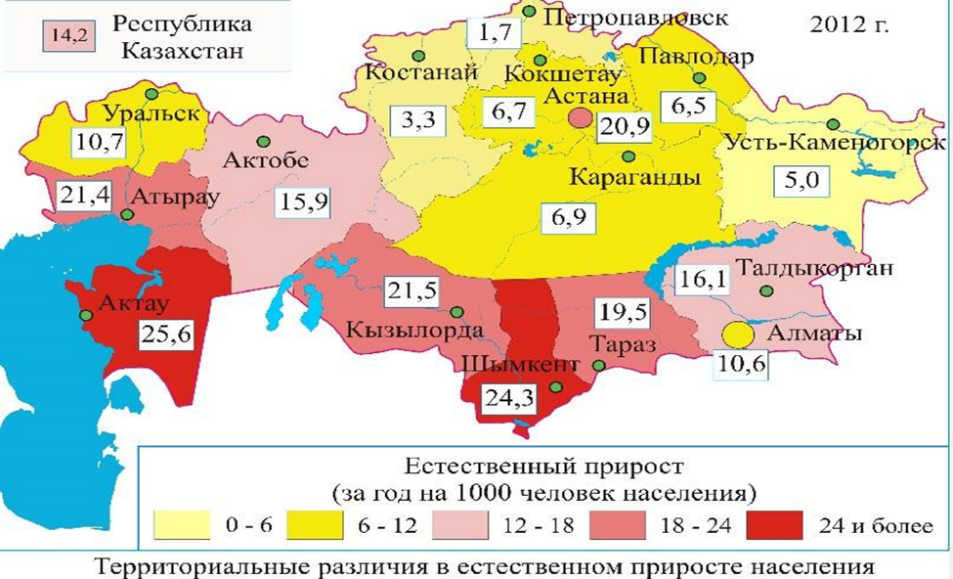 14,2
Республика
Казахстан
2012 г.
Петропавловск
1,7
Костанай
Кокшетау
Павлодар
Астана
Уральск
3,3
6,7
20,9
6,5
10,7
Актобе
Усть-Каменогорск
Караганды
5,0
21,4
Атырау
15,9
6,9
16,1
Талдыкорган
Актау
25,6
21,5
Кызылорда
19,5
Тараз
Алматы
10,6
Шымкент
24,3
Естественный прирост
(за год на 1000 человек населения)
0 - 6
6 - 12
12 - 18
18 - 24
24 и более
Территориальные различия в естественном приросте населения